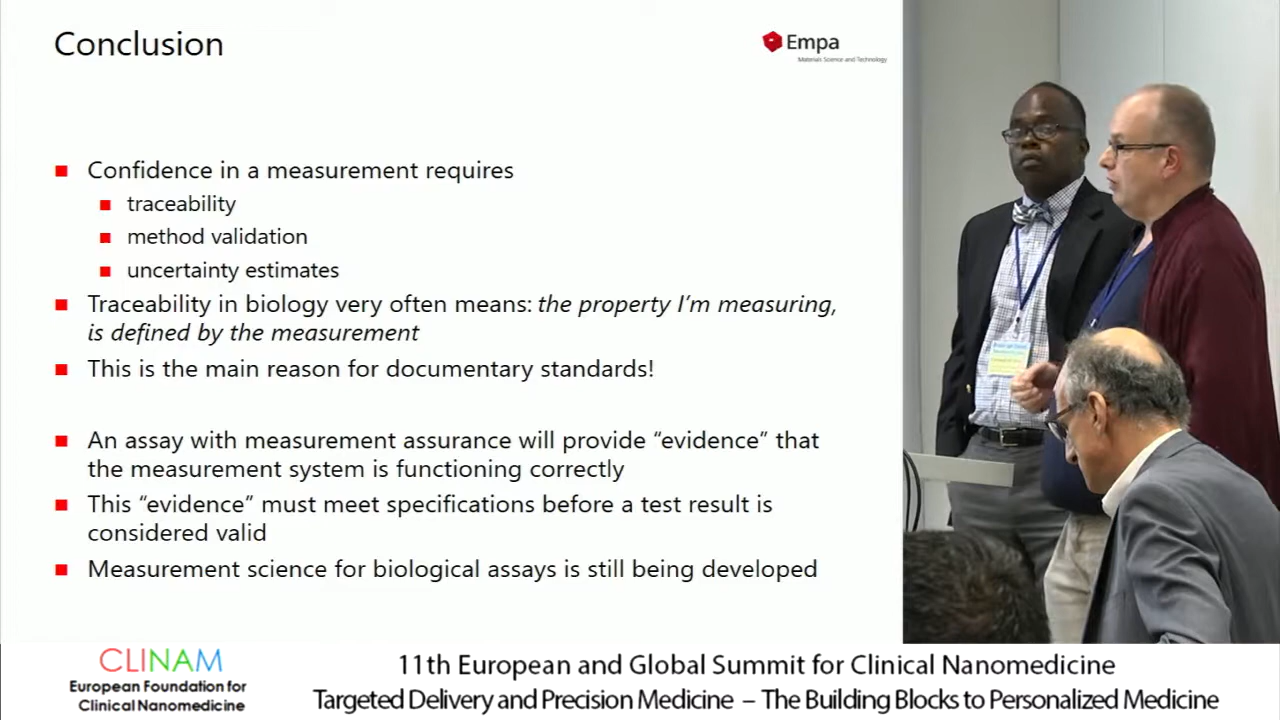 Conclusion
Empa
Materials Science and Technology
Confidence in a measurement requires
traceability
method validation
uncertainty estimates
Traceability in biology very often means: the property I'm measuring,
is defined by the measurement
This is the main reason for documentary standards!
An assay with measurement assurance will provide “evidence” that
the measurement system is functioning correctly
This “evidence” must meet specifications before a test result is
considered valid
Measurement science for biological assays is still being developed
CLINAM
European Foundation for
Clinical Nanomedicine
11th European and Global Summit for Clinical Nanomedicine
Targeted Delivery and Precision Medicine – The Building Blocks to Personalized Medicine